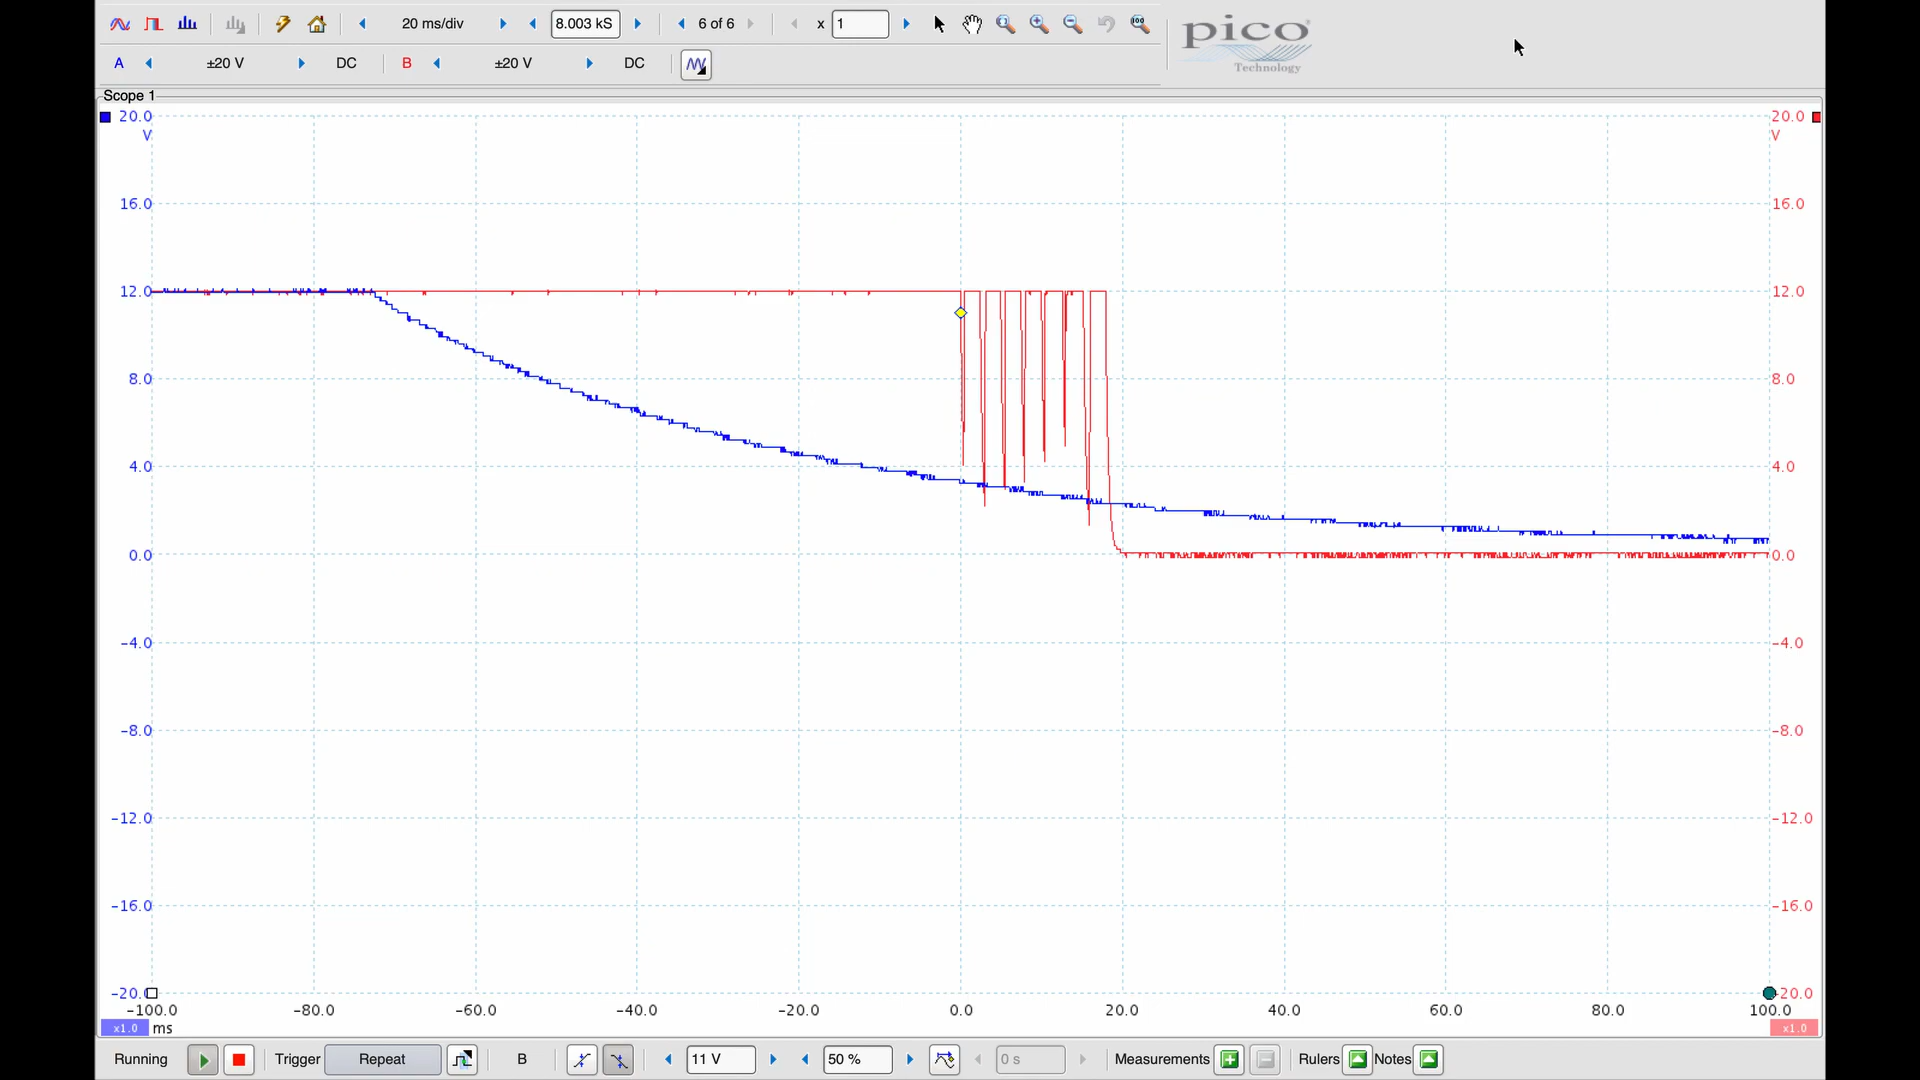 20 ms/div 8.003 kS 6 of 6 x 1
pico
Technology
A ±20 V DC B ±20 V DC
Scope 1
20.0 20.0
V V
16.0 16.0
12.0 12.0
8.0 8.0
4.0 4.0
0.0 0.0
-4.0 -4.0
-8.0 -8.0
-12.0 -12.0
-16.0 -16.0
-20.0 -20.0
-100.0 -80.0 -60.0 -40.0 -20.0 0.0 20.0 40.0 60.0 80.0 100.0
x1.0 ms x1.0
Running Trigger Repeat B 11 V 50 % 0 s Measurements Rulers Notes